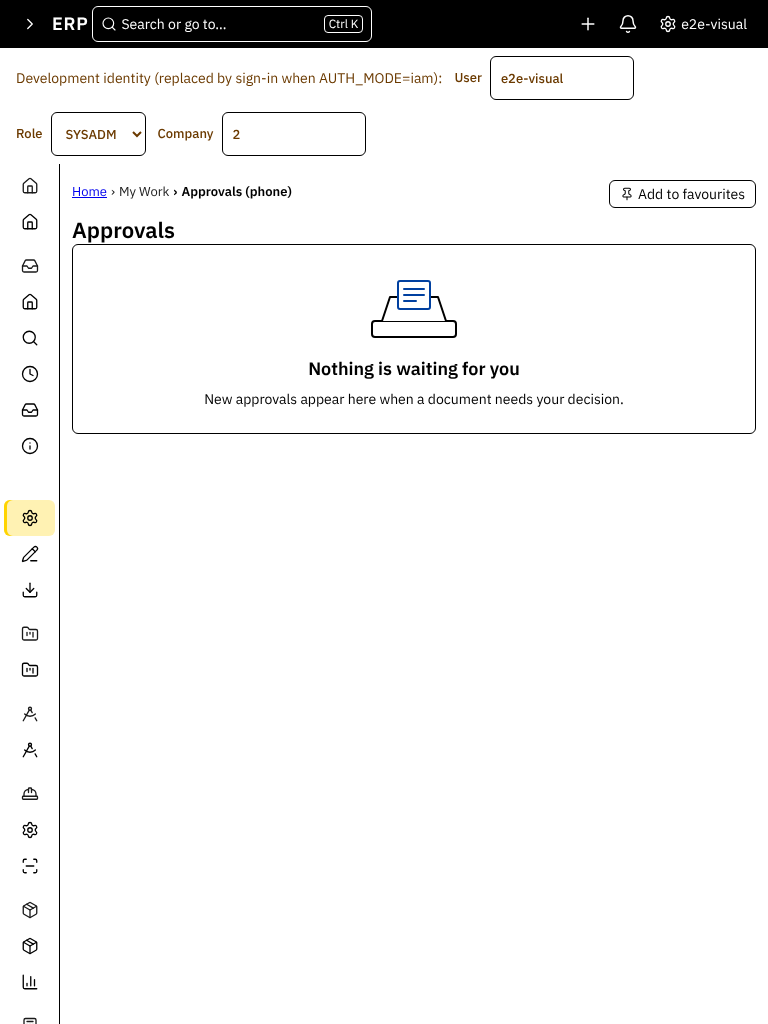 ERP
Search or go to... Ctrl K
e2e-visual
Development identity (replaced by sign-in when AUTH_MODE=iam): User e2e-visual
Role SYSADM Company 2
Home › My Work › Approvals (phone)
Add to favourites
Approvals
Nothing is waiting for you
New approvals appear here when a document needs your decision.